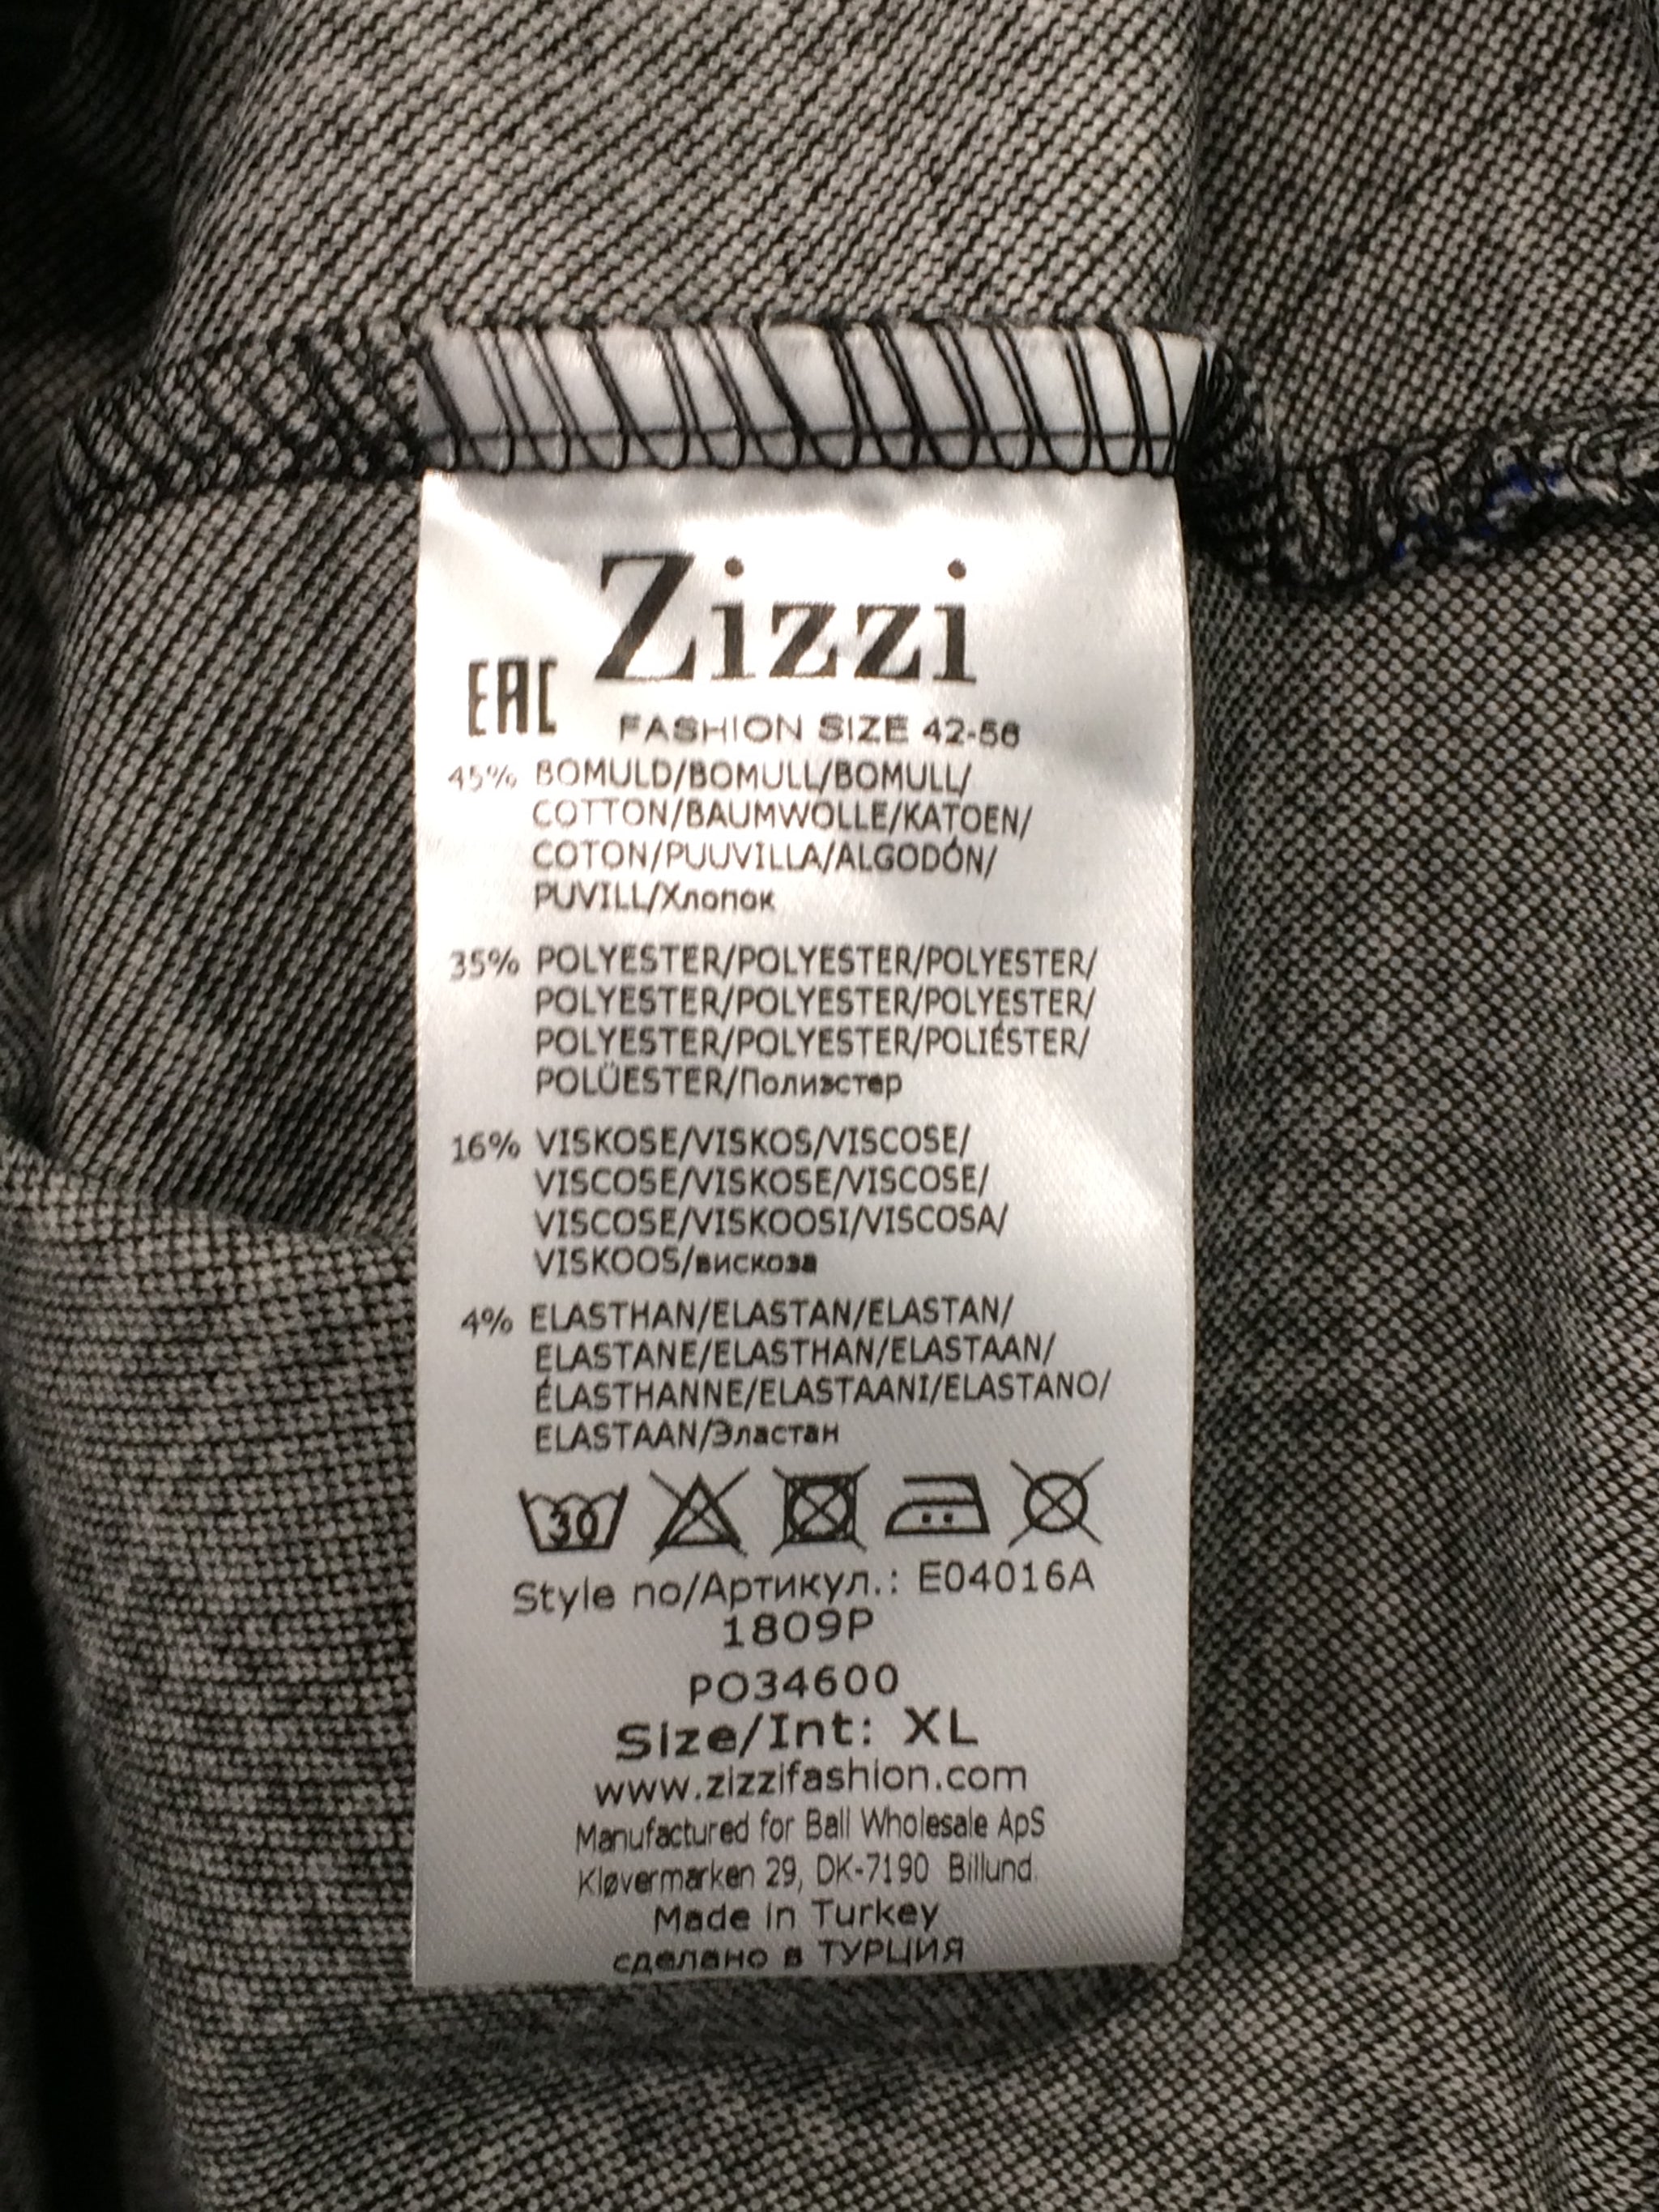 Zizzi
EAC
FASHION SIZE 42-56
45% BOMULD/BOMULL/BOMULL/
COTTON/BAUMWOLLE/KATOEN/
COTON/PUUVILLA/ALGODÓN/
PUVILL/Хлопок
35% POLYESTER/POLYESTER/POLYESTER/
POLYESTER/POLYESTER/POLYESTER/
POLYESTER/POLYESTER/POLIÉSTER/
POLÜESTER/Полиэстер
16% VISKOSE/VISKOS/VISCOSE/
VISCOSE/VISKOSE/VISCOSE/
VISCOSE/VISKOOSI/VISCOSA/
VISKOOS/вискоза
4% ELASTHAN/ELASTAN/ELASTAN/
ELASTANE/ELASTHAN/ELASTAAN/
ÉLASTHANNE/ELASTAANI/ELASTANO/
ELASTAAN/Эластан
30
Style no/Артикул.: E04016A
1809P
PO34600
Size/Int: XL
www.zizzifashion.com
Manufactured for Ball Wholesale ApS
Kløvermarken 29, DK-7190 Billund.
Made in Turkey
сделано в ТУРЦИЯ